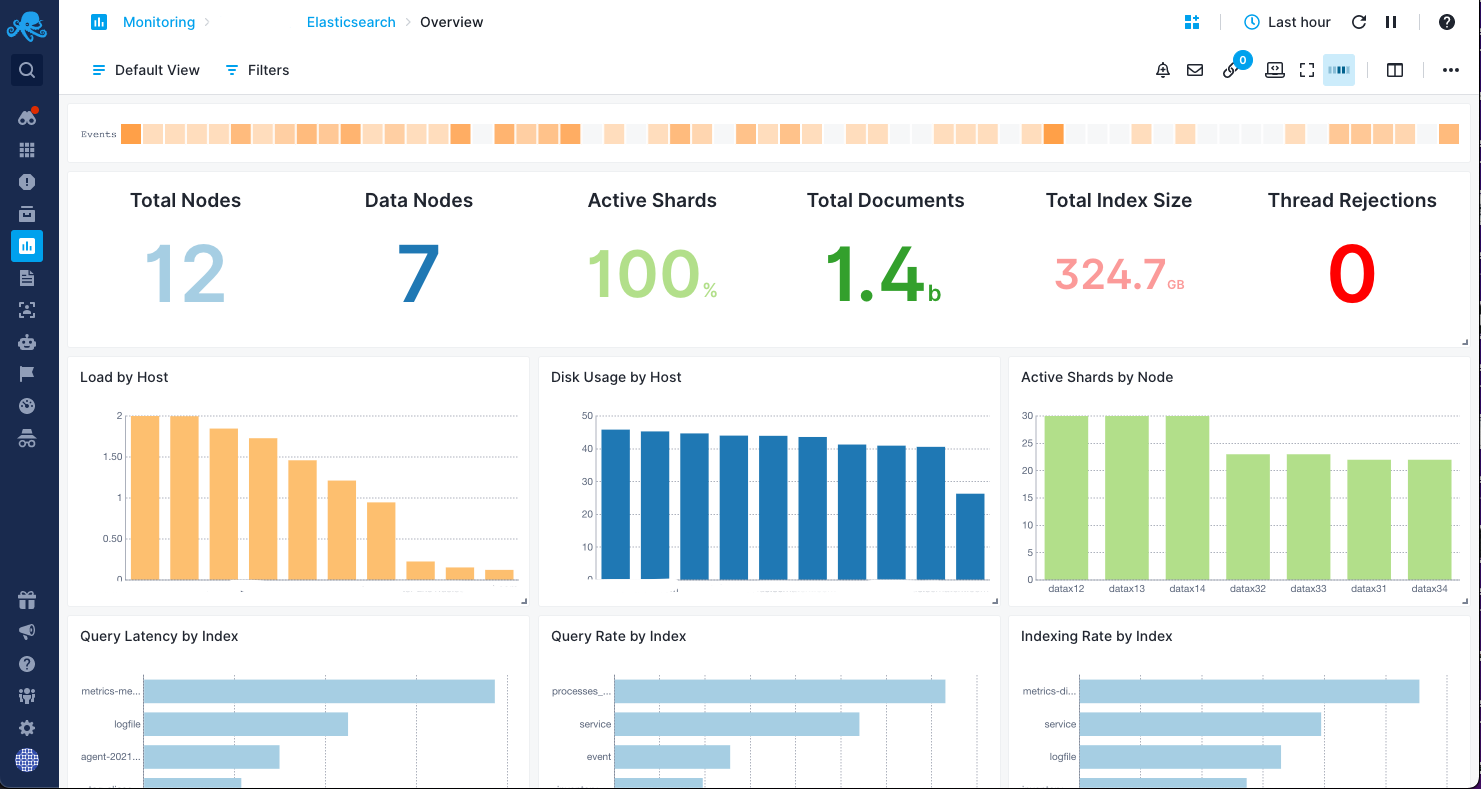 Monitoring
Elasticsearch
Overview
Last hour
Default View
Filters
0
Events
Total Nodes
Data Nodes
Active Shards
Total Documents
Total Index Size
Thread Rejections
12
7
100%
1.4b
324.7GB
0
Load by Host
Disk Usage by Host
Active Shards by Node
2
1.50
1
0.50
0
50
40
30
20
10
0
30
25
20
15
10
5
0
datax12
datax13
datax14
datax32
datax33
datax31
datax34
Query Latency by Index
Query Rate by Index
Indexing Rate by Index
metrics-me...
logfile
agent-2021...
processes_...
service
event
metrics-di...
service
logfile